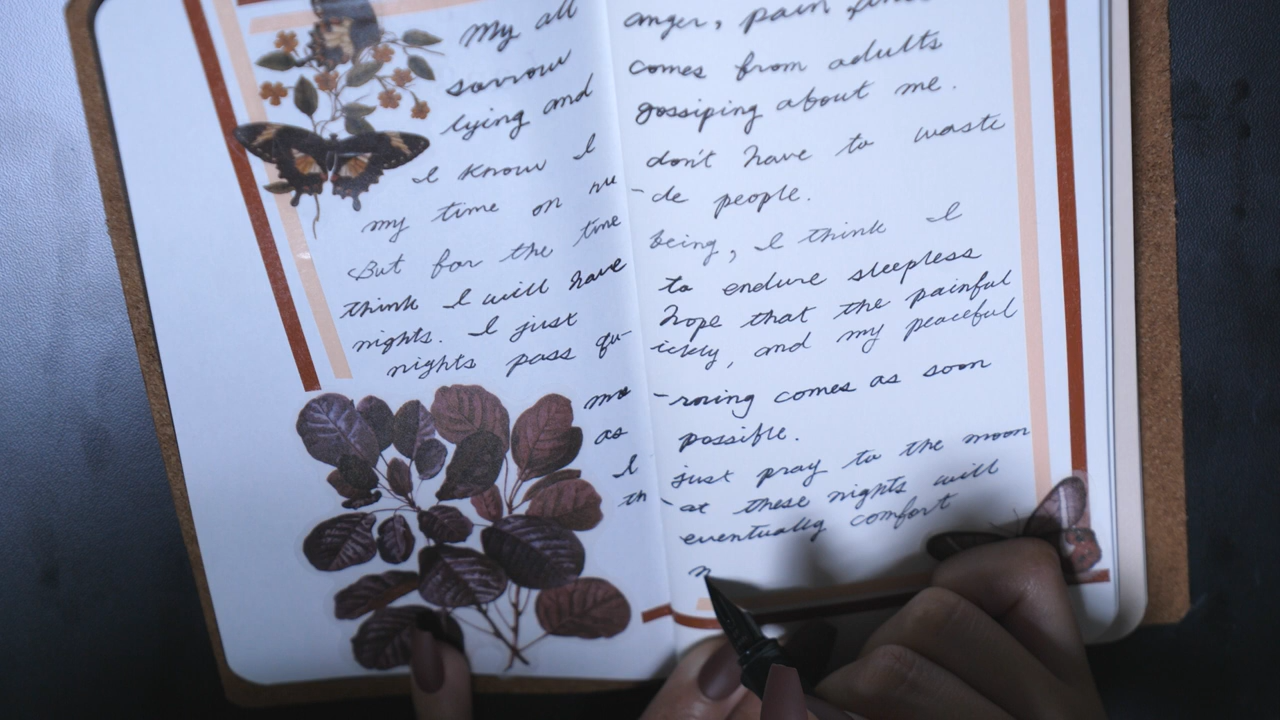 My all anger, pain
sorrow comes from adults
lying and gossiping about me.
I know I don't have to waste
my time on ru -de people.
But for the time being, I think I
think I will have to endure sleepless
nights. I just hope that the painful
nights pass qu- ickly, and my peaceful
mo -rning comes as soon
as possible.
I just pray to the moon
th -at these nights will
eventually comfort